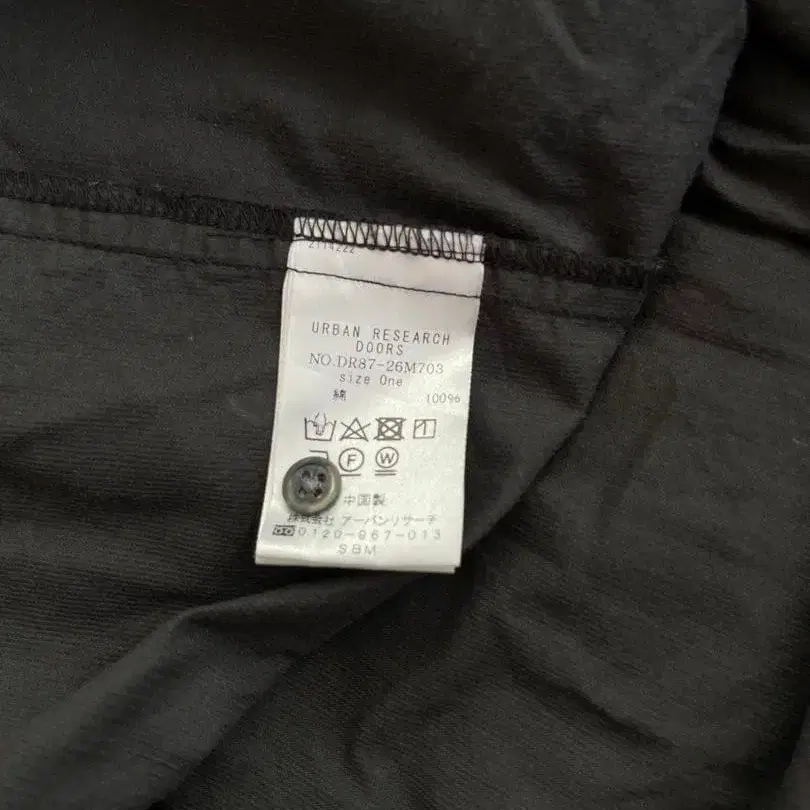 2114222
URBAN RESEARCH
DOORS
NO.DR87-26M703
size One
綿 100%
F W
中国製
株式会社 アーバンリサーチ
0120-967-013
SBM